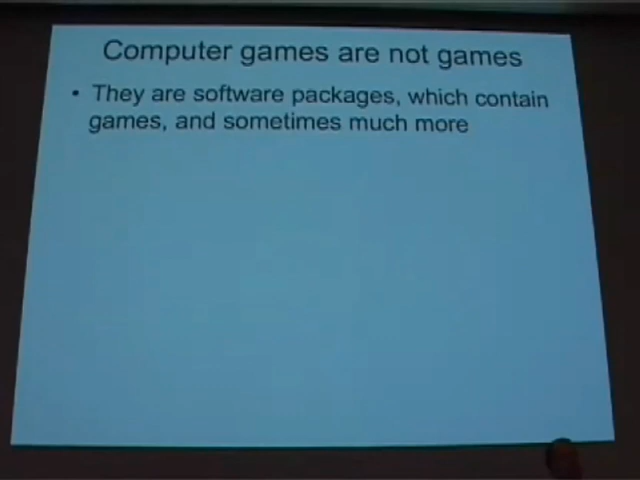 Computer games are not games
• They are software packages, which contain
games, and sometimes much more